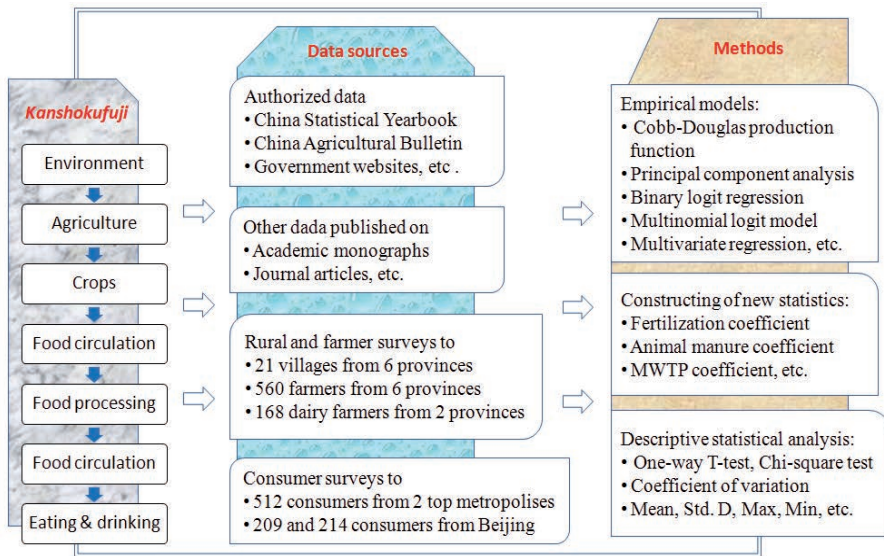 Kanshokufuji
Environment
Agriculture
Crops
Food circulation
Food processing
Food circulation
Eating & drinking
Data sources
Authorized data
• China Statistical Yearbook
• China Agricultural Bulletin
• Government websites, etc .
Other dada published on
• Academic monographs
• Journal articles, etc.
Rural and farmer surveys to
• 21 villages from 6 provinces
• 560 farmers from 6 provinces
• 168 dairy farmers from 2 provinces
Consumer surveys to
• 512 consumers from 2 top metropolises
• 209 and 214 consumers from Beijing
Methods
Empirical models:
• Cobb-Douglas production
function
• Principal component analysis
• Binary logit regression
• Multinomial logit model
• Multivariate regression, etc.
Constructing of new statistics:
• Fertilization coefficient
• Animal manure coefficient
• MWTP coefficient, etc.
Descriptive statistical analysis:
• One-way T-test, Chi-square test
• Coefficient of variation
• Mean, Std. D, Max, Min, etc.